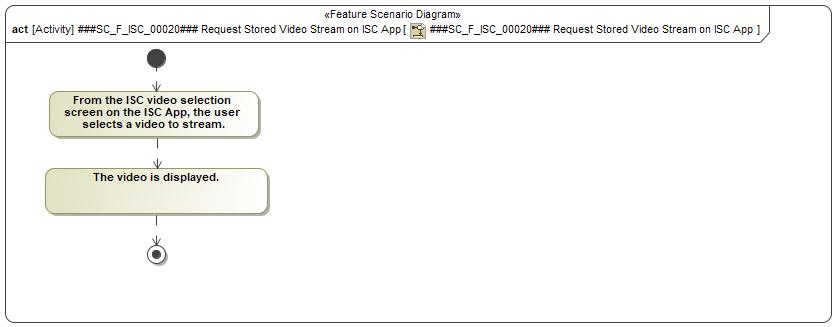 «Feature Scenario Diagram»
act [Activity] ###SC_F_ISC_00020### Request Stored Video Stream on ISC App [ ###SC_F_ISC_00020### Request Stored Video Stream on ISC App ]
From the ISC video selection
screen on the ISC App, the user
selects a video to stream.
The video is displayed.